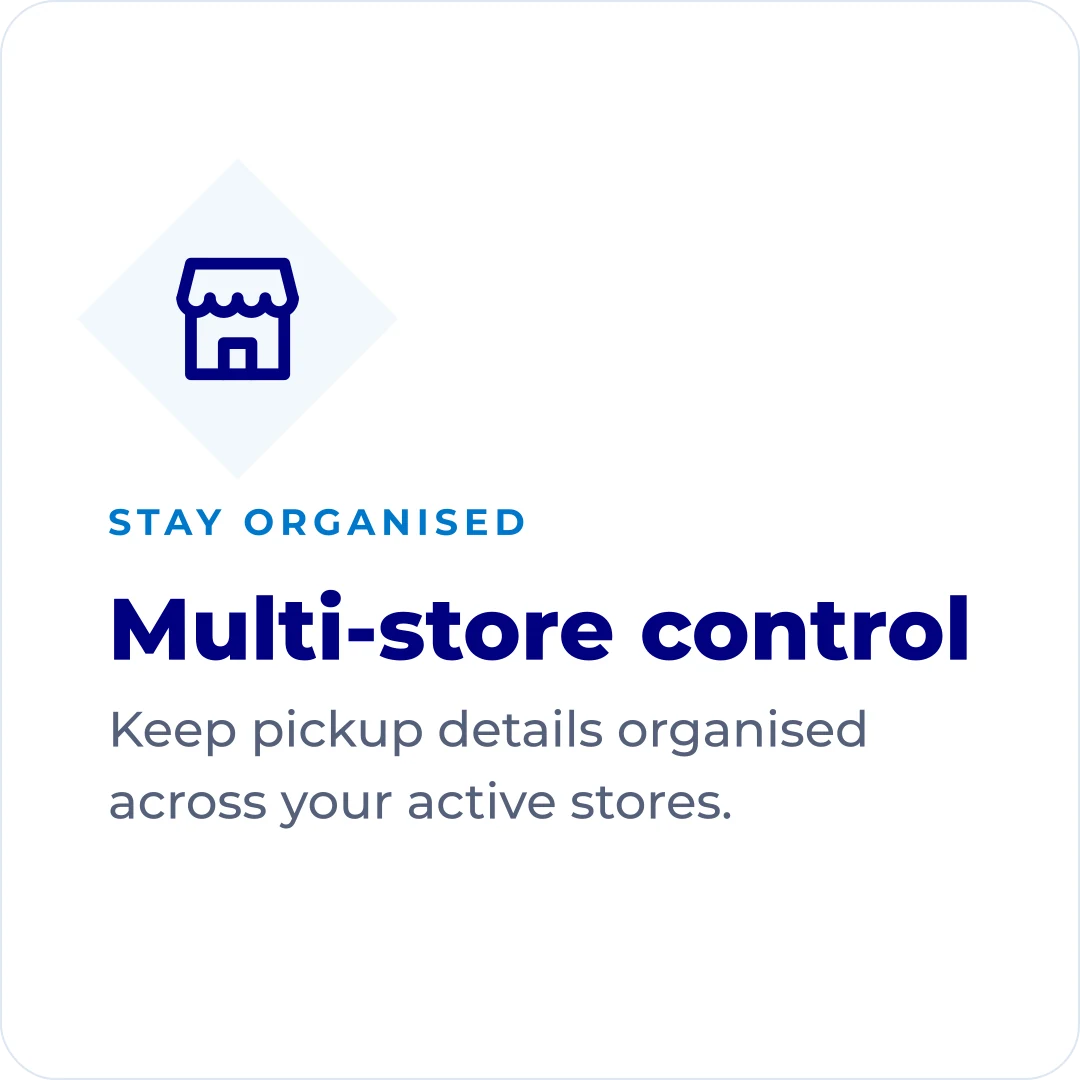 STAY ORGANISED
Multi-store control
Keep pickup details organised
across your active stores.